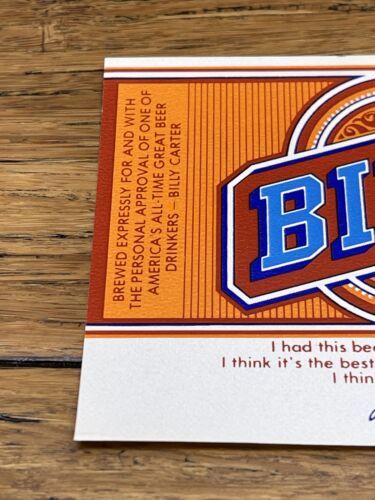 BREWED EXPRESSLY FOR AND WITH
THE PERSONAL APPROVAL OF ONE OF
AMERICA'S ALL-TIME GREAT BEER
DRINKERS – BILLY CARTER
BI
I had this bee
I think it's the best
I thin